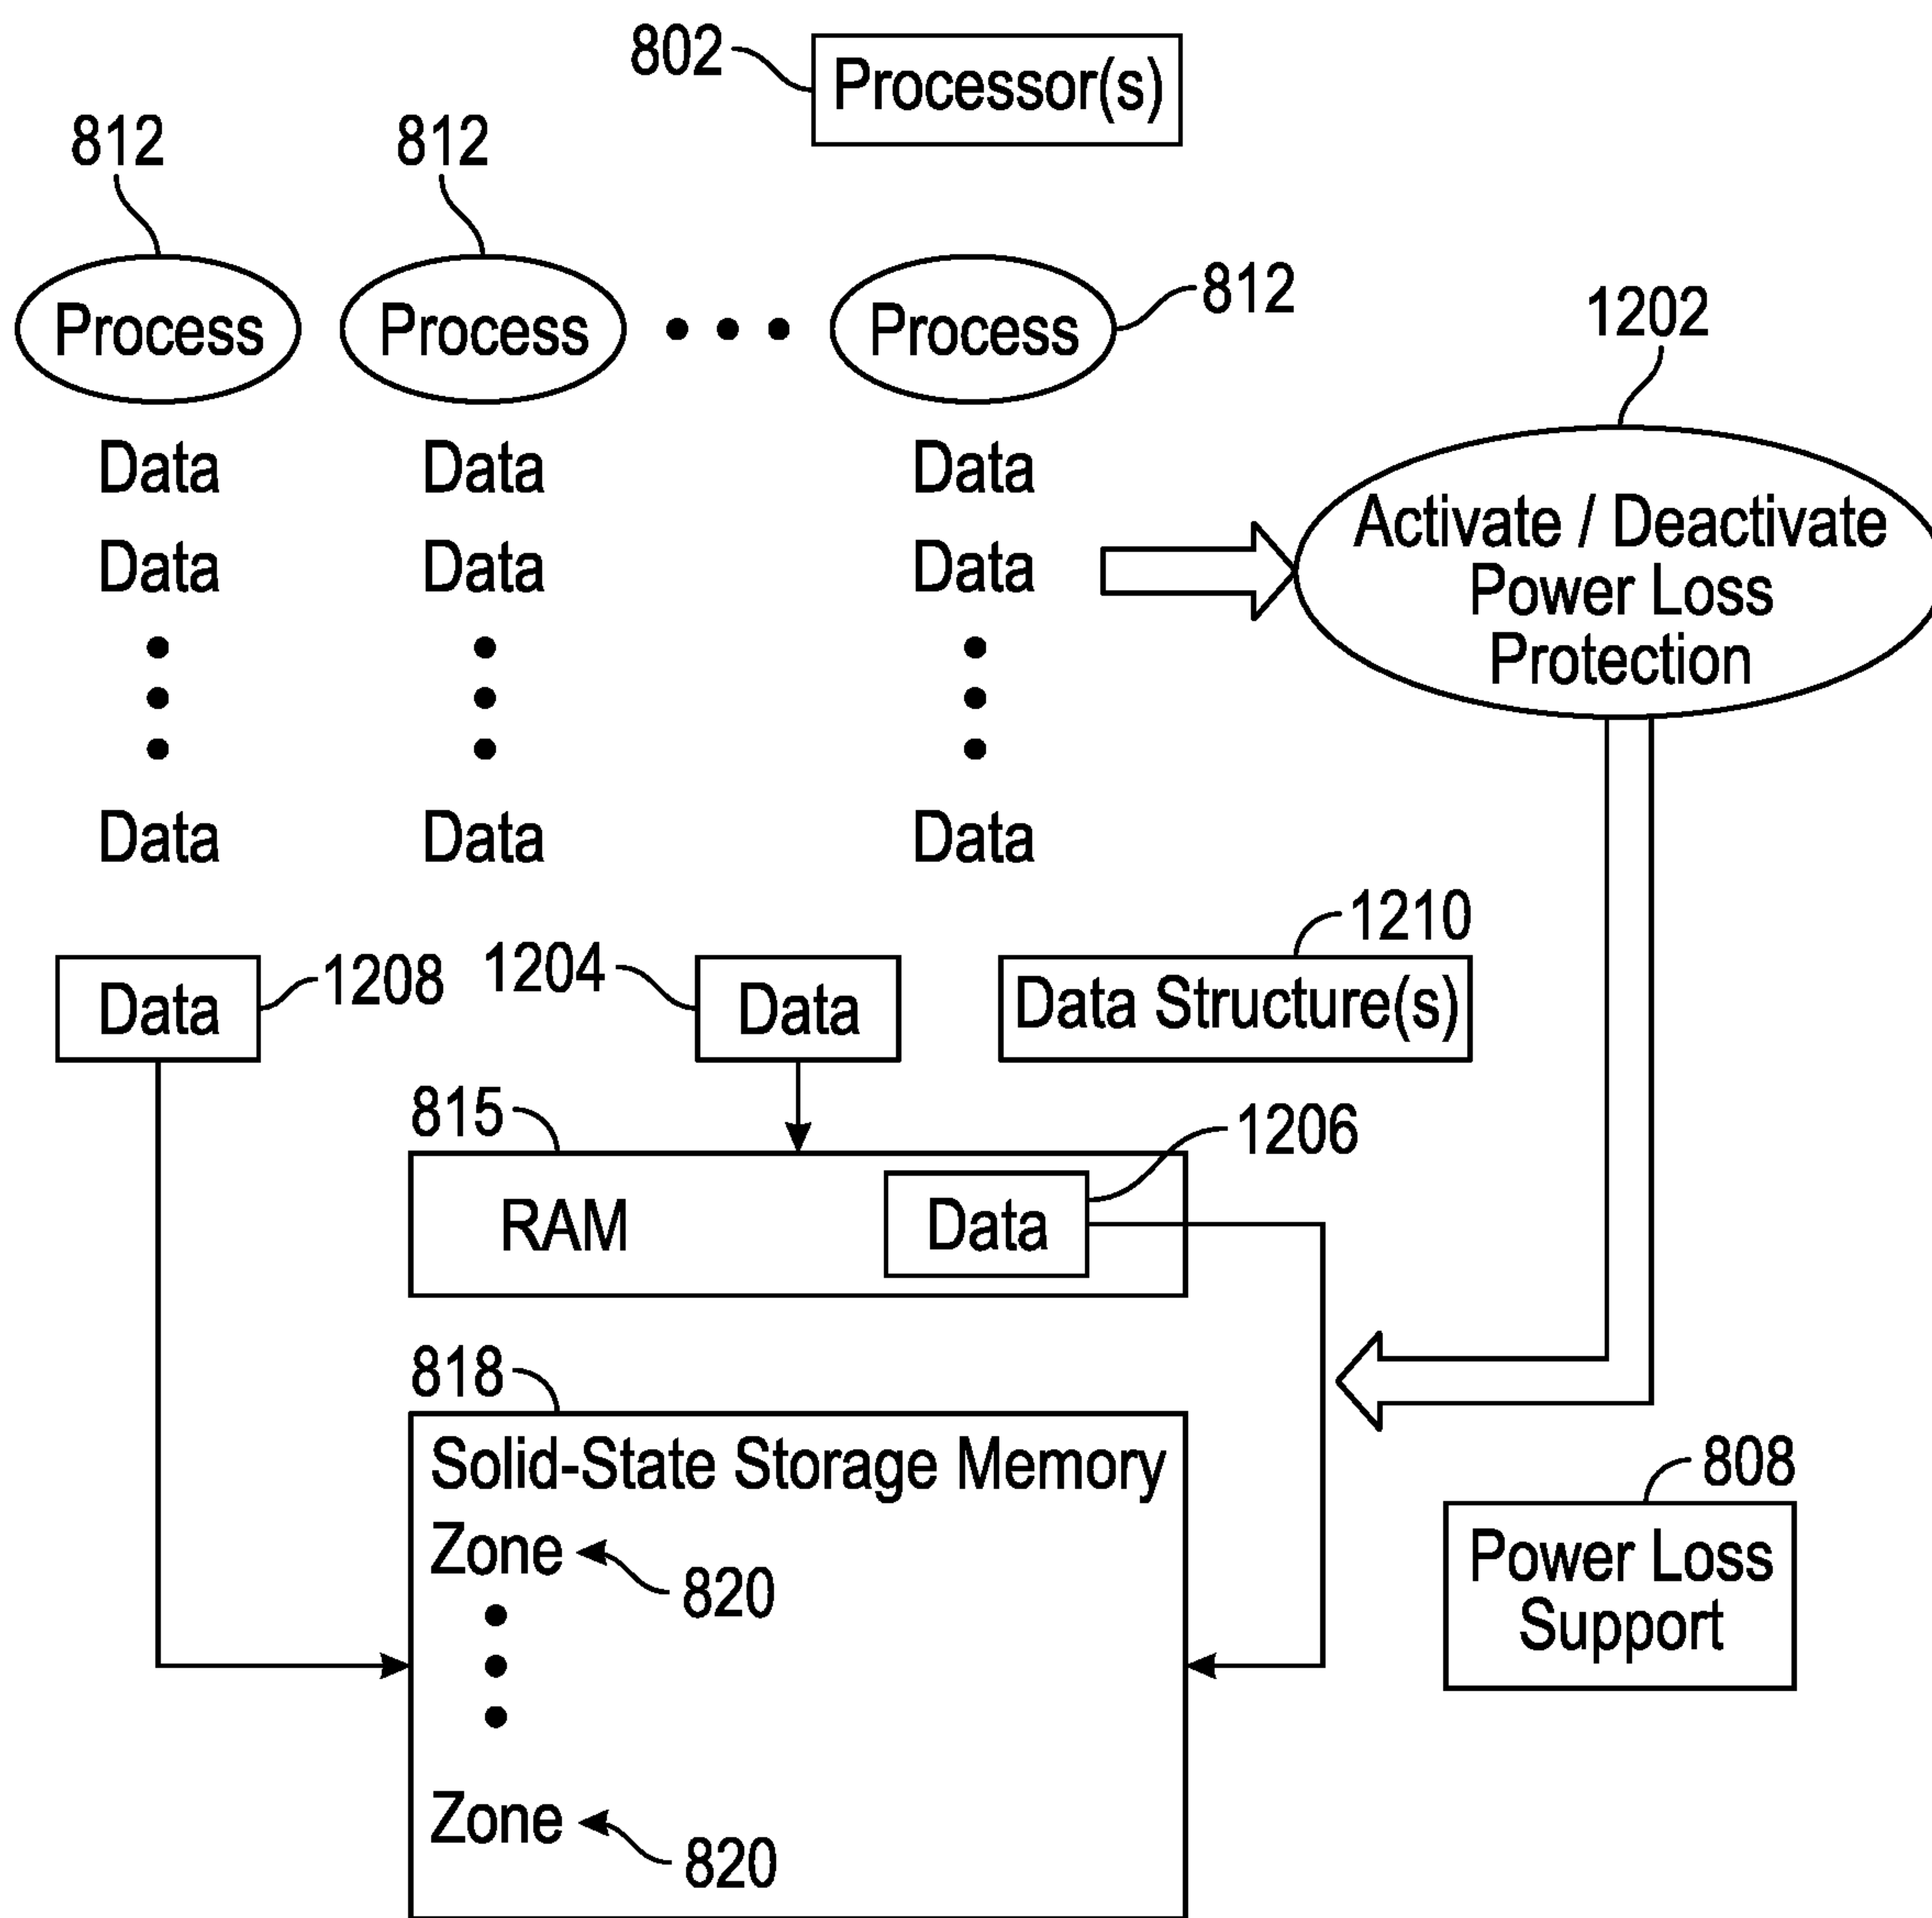 802
Processor(s)
812
812
Process
Process
Process
812
1202
Data
Data
Data
Activate / Deactivate
Power Loss
Protection
Data
Data
Data
Data
Data
Data
1210
Data
1208
1204
Data
Data Structure(s)
815
1206
RAM
Data
818
Solid-State Storage Memory
Zone
820
808
Power Loss
Support
Zone
820